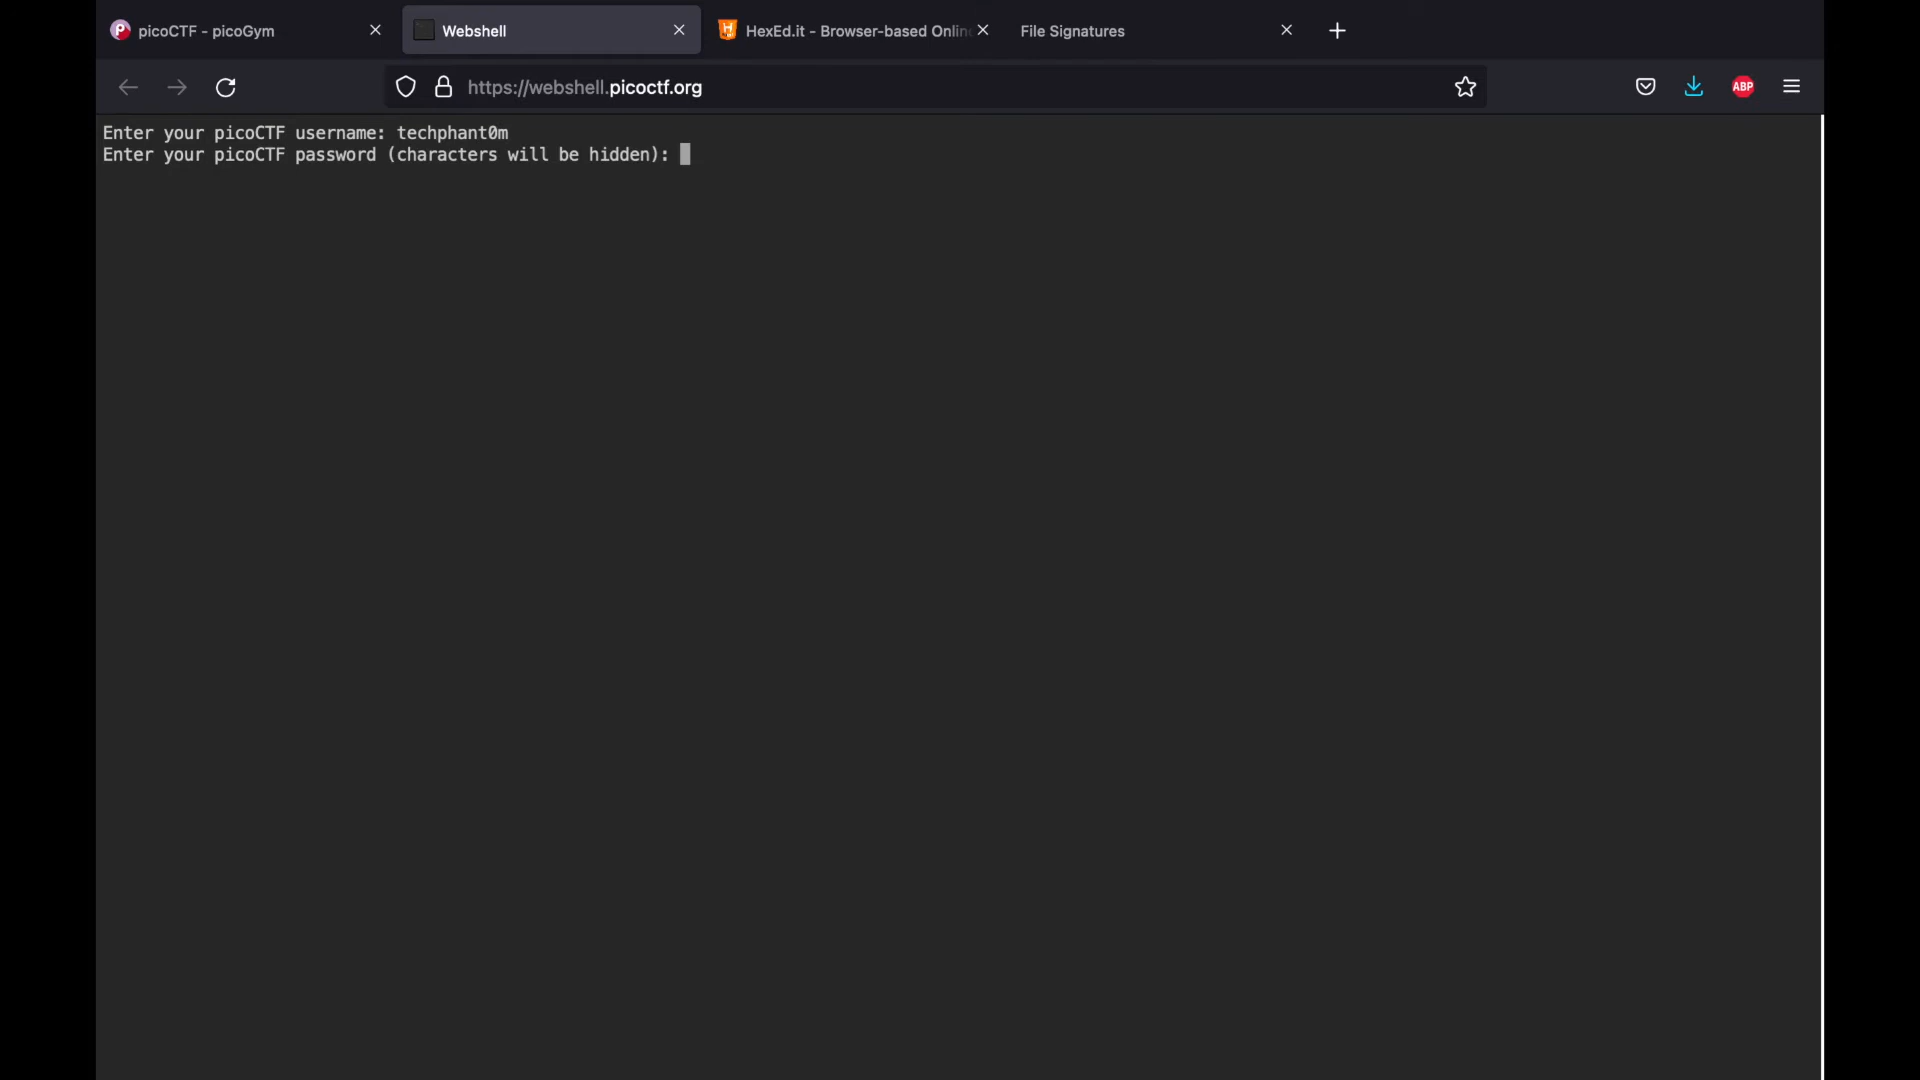 picoCTF - picoGym
Webshell
HexEd.it - Browser-based Onlin
File Signatures
https://webshell.picoctf.org
ABP
Enter your picoCTF username: techphant0m
Enter your picoCTF password (characters will be hidden):